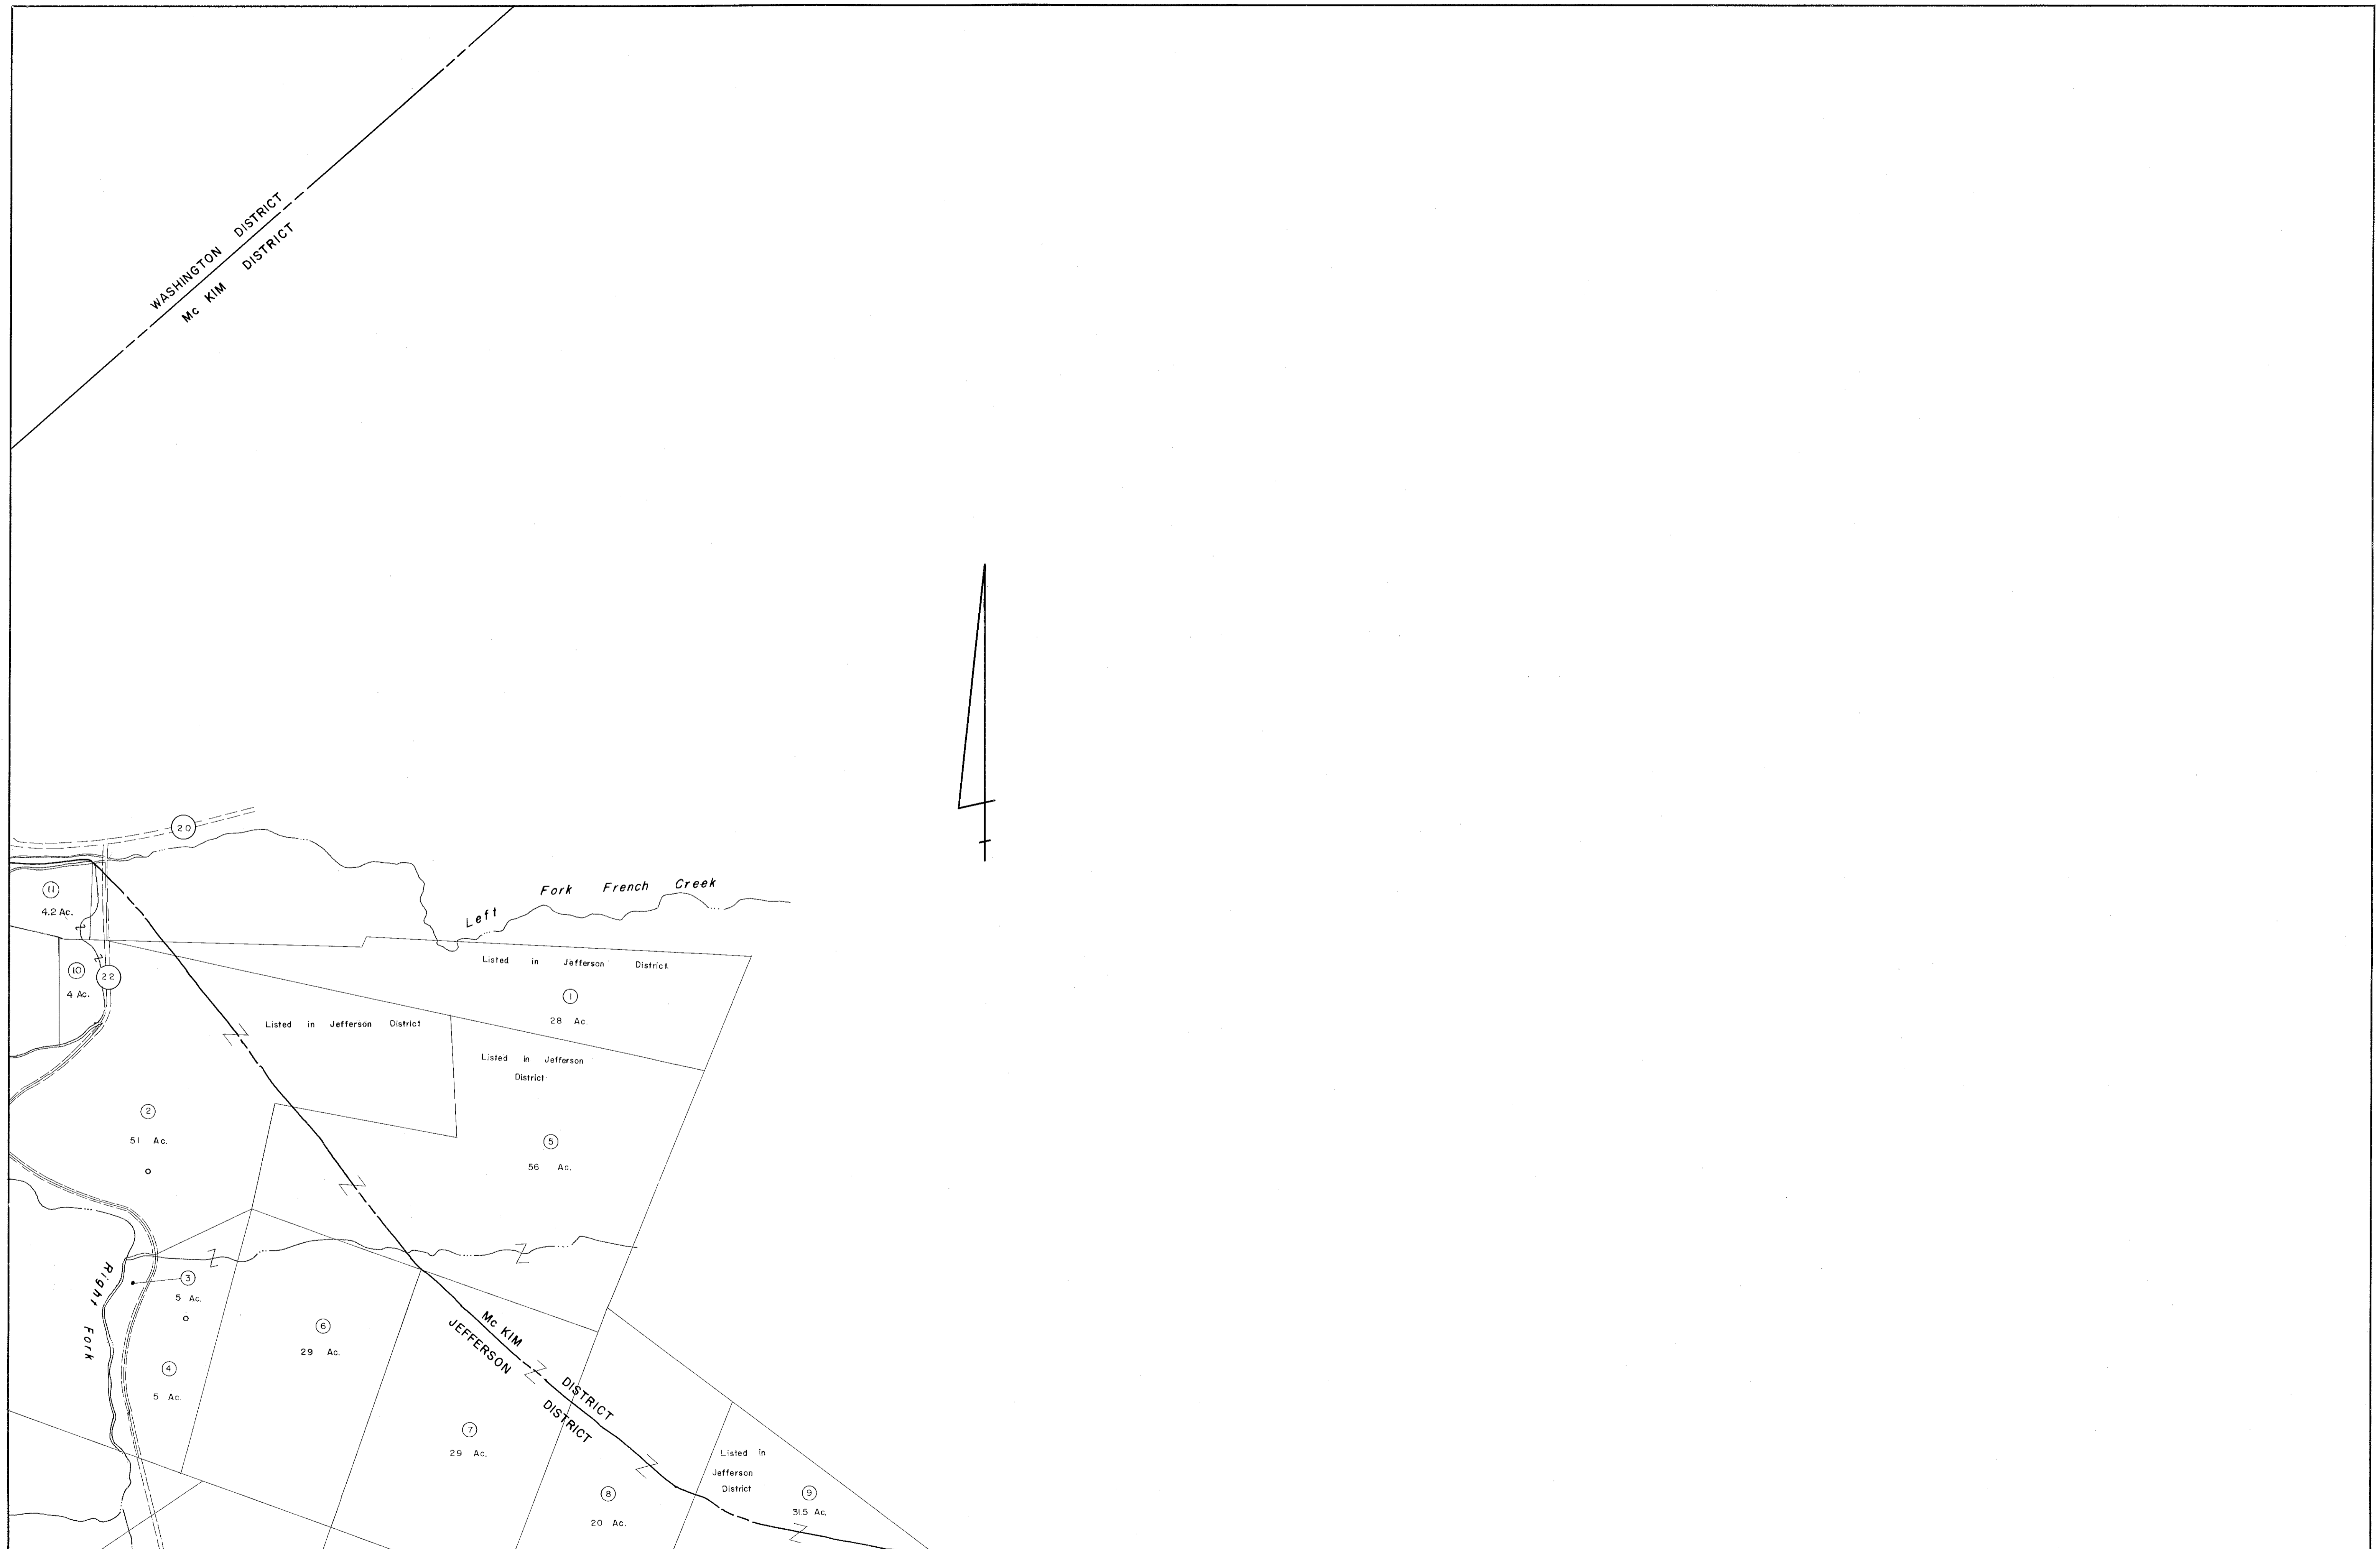 WASHINGTON DISTRICT
Mc KIM DISTRICT
20
11
4.2 Ac.
Left Fork French Creek
Listed in Jefferson District
10
22
4 Ac.
1
28 Ac.
Listed in Jefferson District
Listed in Jefferson
District
2
51 Ac.
5
56 Ac.
Right Fork
3
5 Ac.
4
5 Ac.
6
29 Ac.
Mc KIM DISTRICT
JEFFERSON DISTRICT
7
29 Ac.
Listed in
Jefferson
District
8
20 Ac.
9
31.5 Ac.